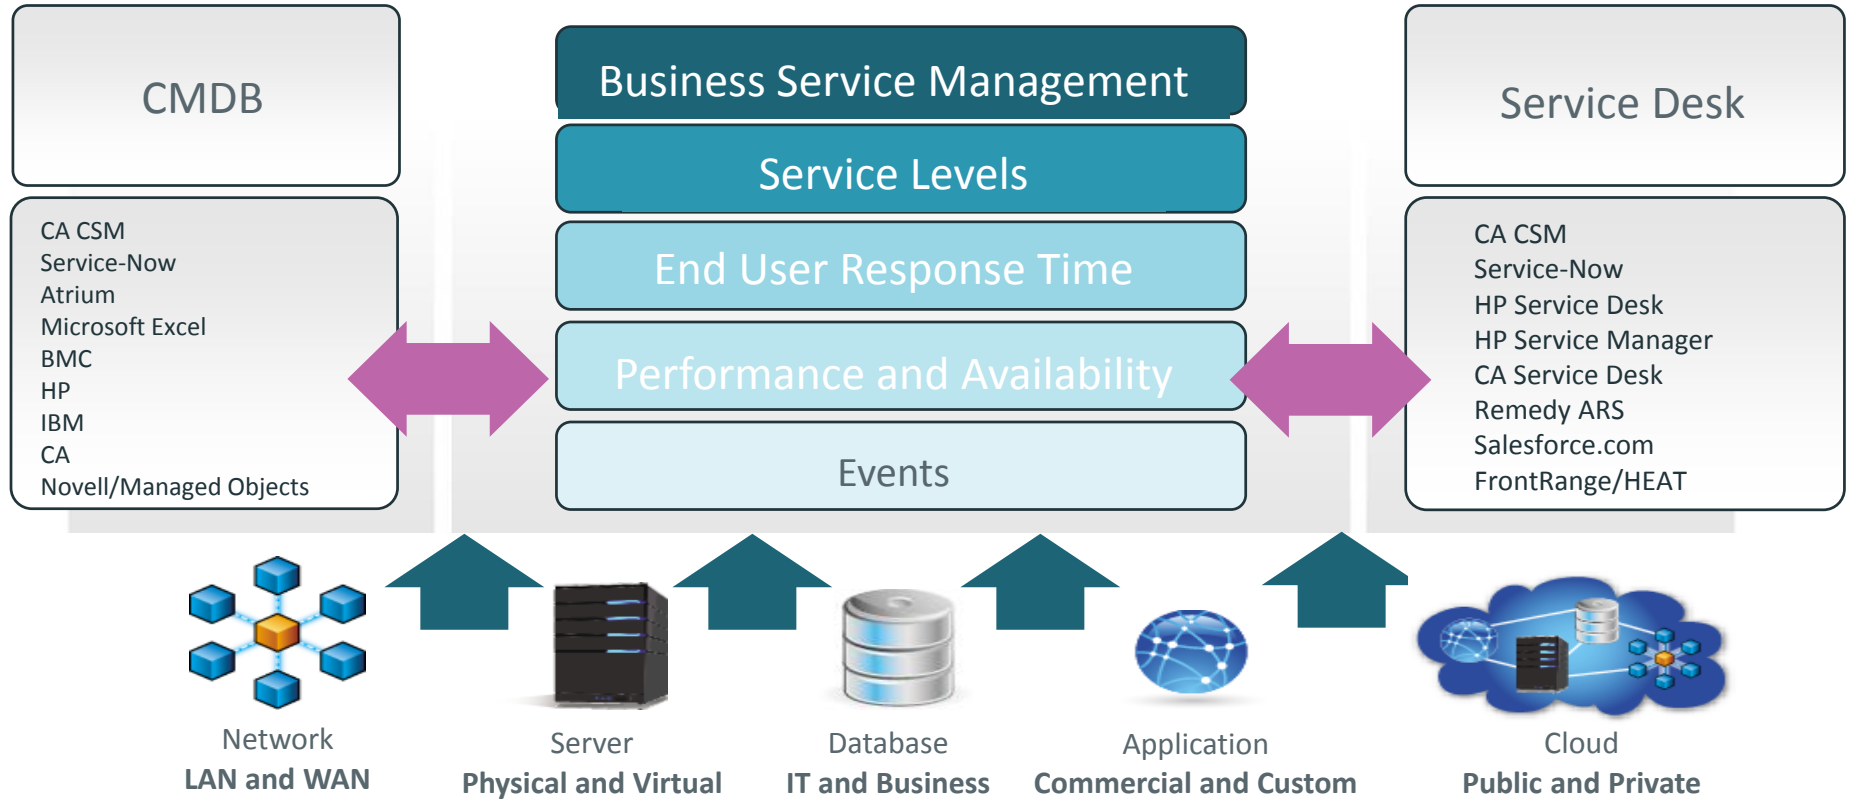 CMDB
CA CSM
Service-Now
Atrium
Microsoft Excel
BMC
HP
IBM
CA
Novell/Managed Objects
Business Service Management
Service Levels
End User Response Time
Performance and Availability
Events
Service Desk
CA CSM
Service-Now
HP Service Desk
HP Service Manager
CA Service Desk
Remedy ARS
Salesforce.com
FrontRange/HEAT
Network
LAN and WAN
Server
Physical and Virtual
Database
IT and Business
Application
Commercial and Custom
Cloud
Public and Private